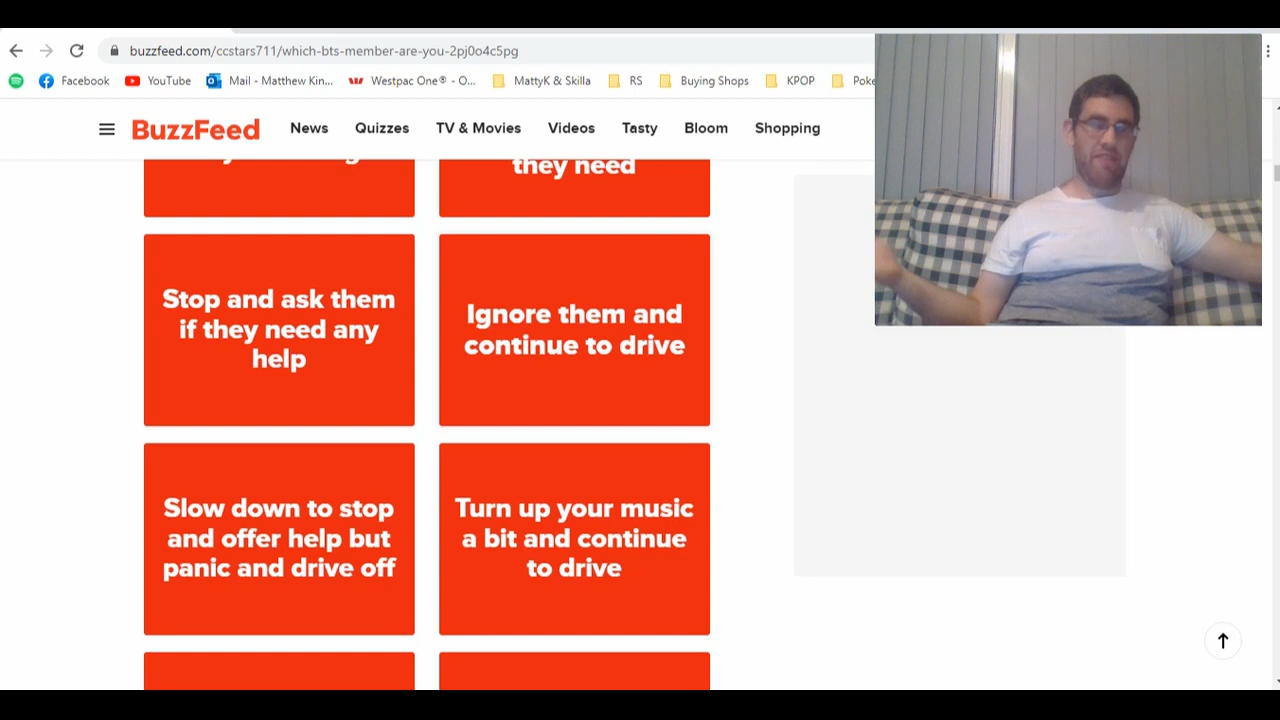 buzzfeed.com/ccstars711/which-bts-member-are-you-2pj0o4c5pg
Facebook YouTube Mail - Matthew Kin... Westpac One® - O... MattyK & Skilla RS Buying Shops KPOP Poke
BuzzFeed News Quizzes TV & Movies Videos Tasty Bloom Shopping
they need
Stop and ask them
if they need any
help
Ignore them and
continue to drive
Slow down to stop
and offer help but
panic and drive off
Turn up your music
a bit and continue
to drive